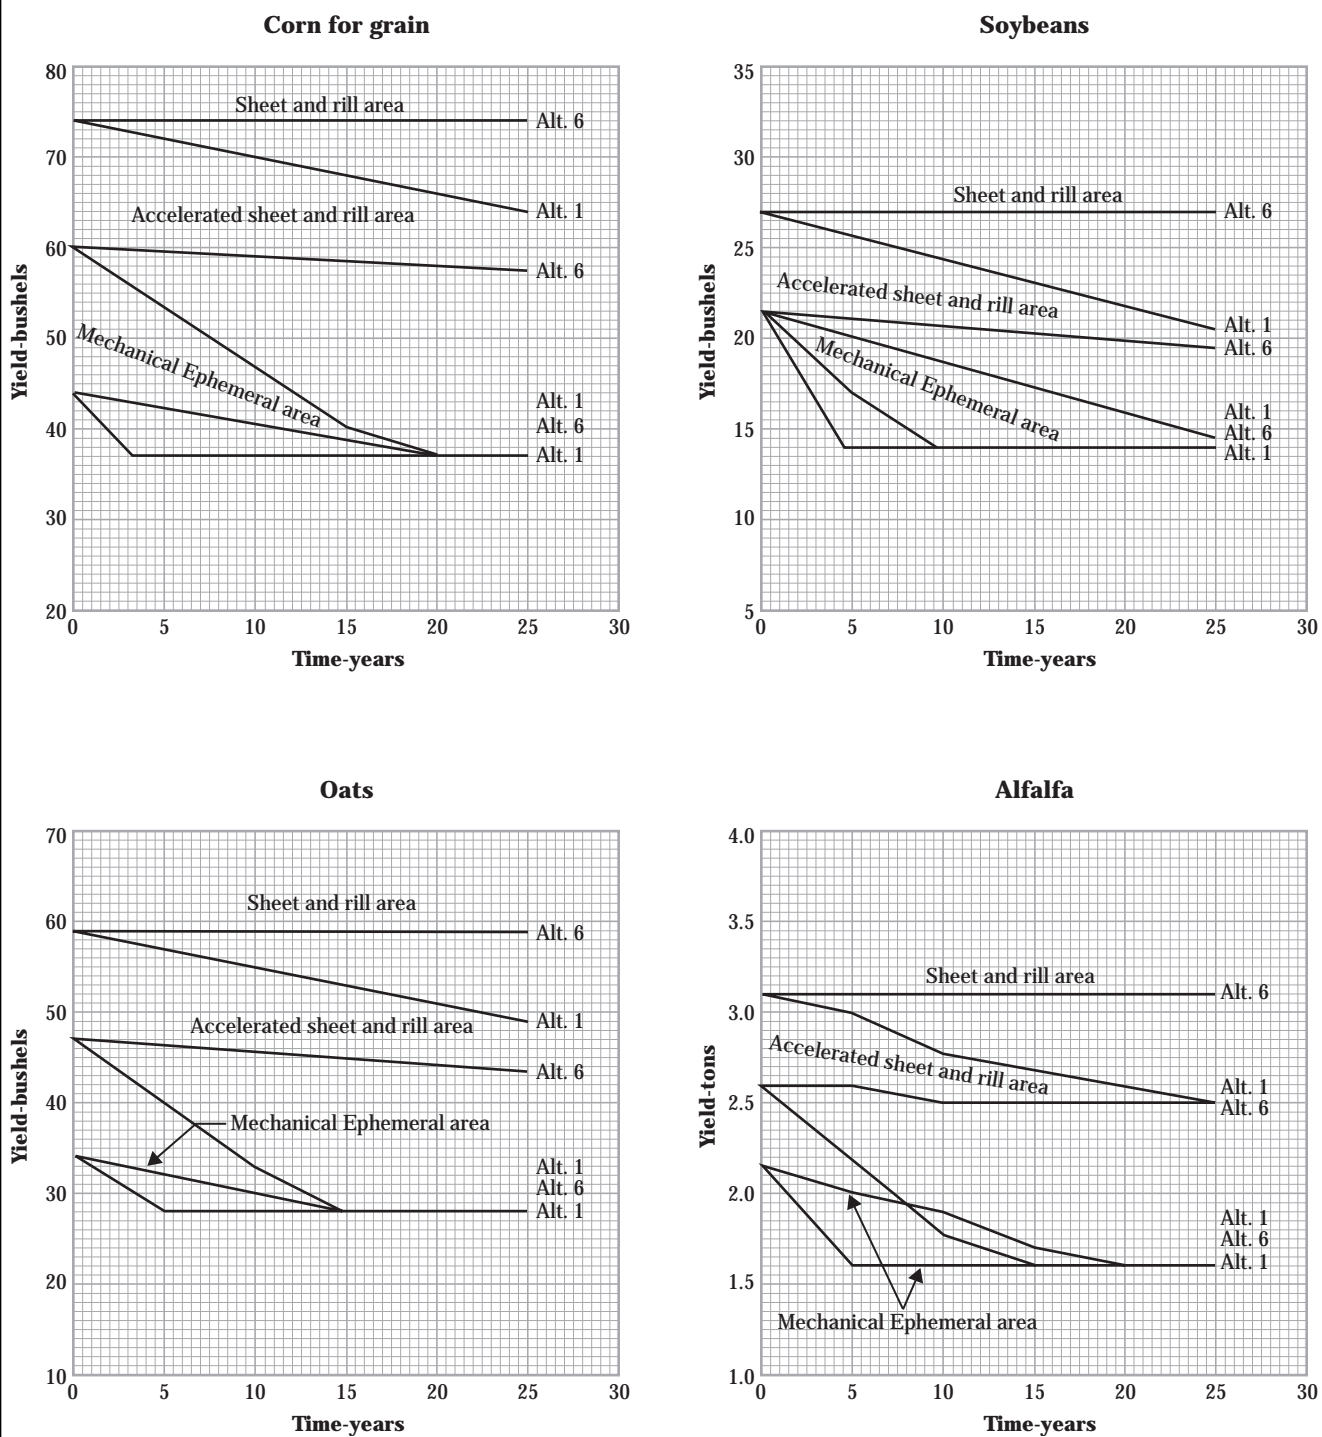 Corn for grain
80
70
60
50
40
30
20
Yield-bushels
Sheet and rill area
Alt. 6
Alt. 1
Accelerated sheet and rill area
Alt. 6
Mechanical Ephemeral area
Alt. 1
Alt. 6
Alt. 1
0 5 10 15 20 25 30
Time-years
Soybeans
35
30
25
20
15
10
5
Yield-bushels
Sheet and rill area
Alt. 6
Accelerated sheet and rill area
Alt. 1
Alt. 6
Mechanical Ephemeral area
Alt. 1
Alt. 6
Alt. 1
0 5 10 15 20 25 30
Time-years
Oats
70
60
50
40
30
20
10
Yield-bushels
Sheet and rill area
Alt. 6
Alt. 1
Accelerated sheet and rill area
Alt. 6
Mechanical Ephemeral area
Alt. 1
Alt. 6
Alt. 1
0 5 10 15 20 25 30
Time-years
Alfalfa
4.0
3.5
3.0
2.5
2.0
1.5
1.0
Yield-tons
Sheet and rill area
Alt. 6
Accelerated sheet and rill area
Alt. 1
Alt. 6
Alt. 1
Alt. 6
Alt. 1
Mechanical Ephemeral area
0 5 10 15 20 25 30
Time-years